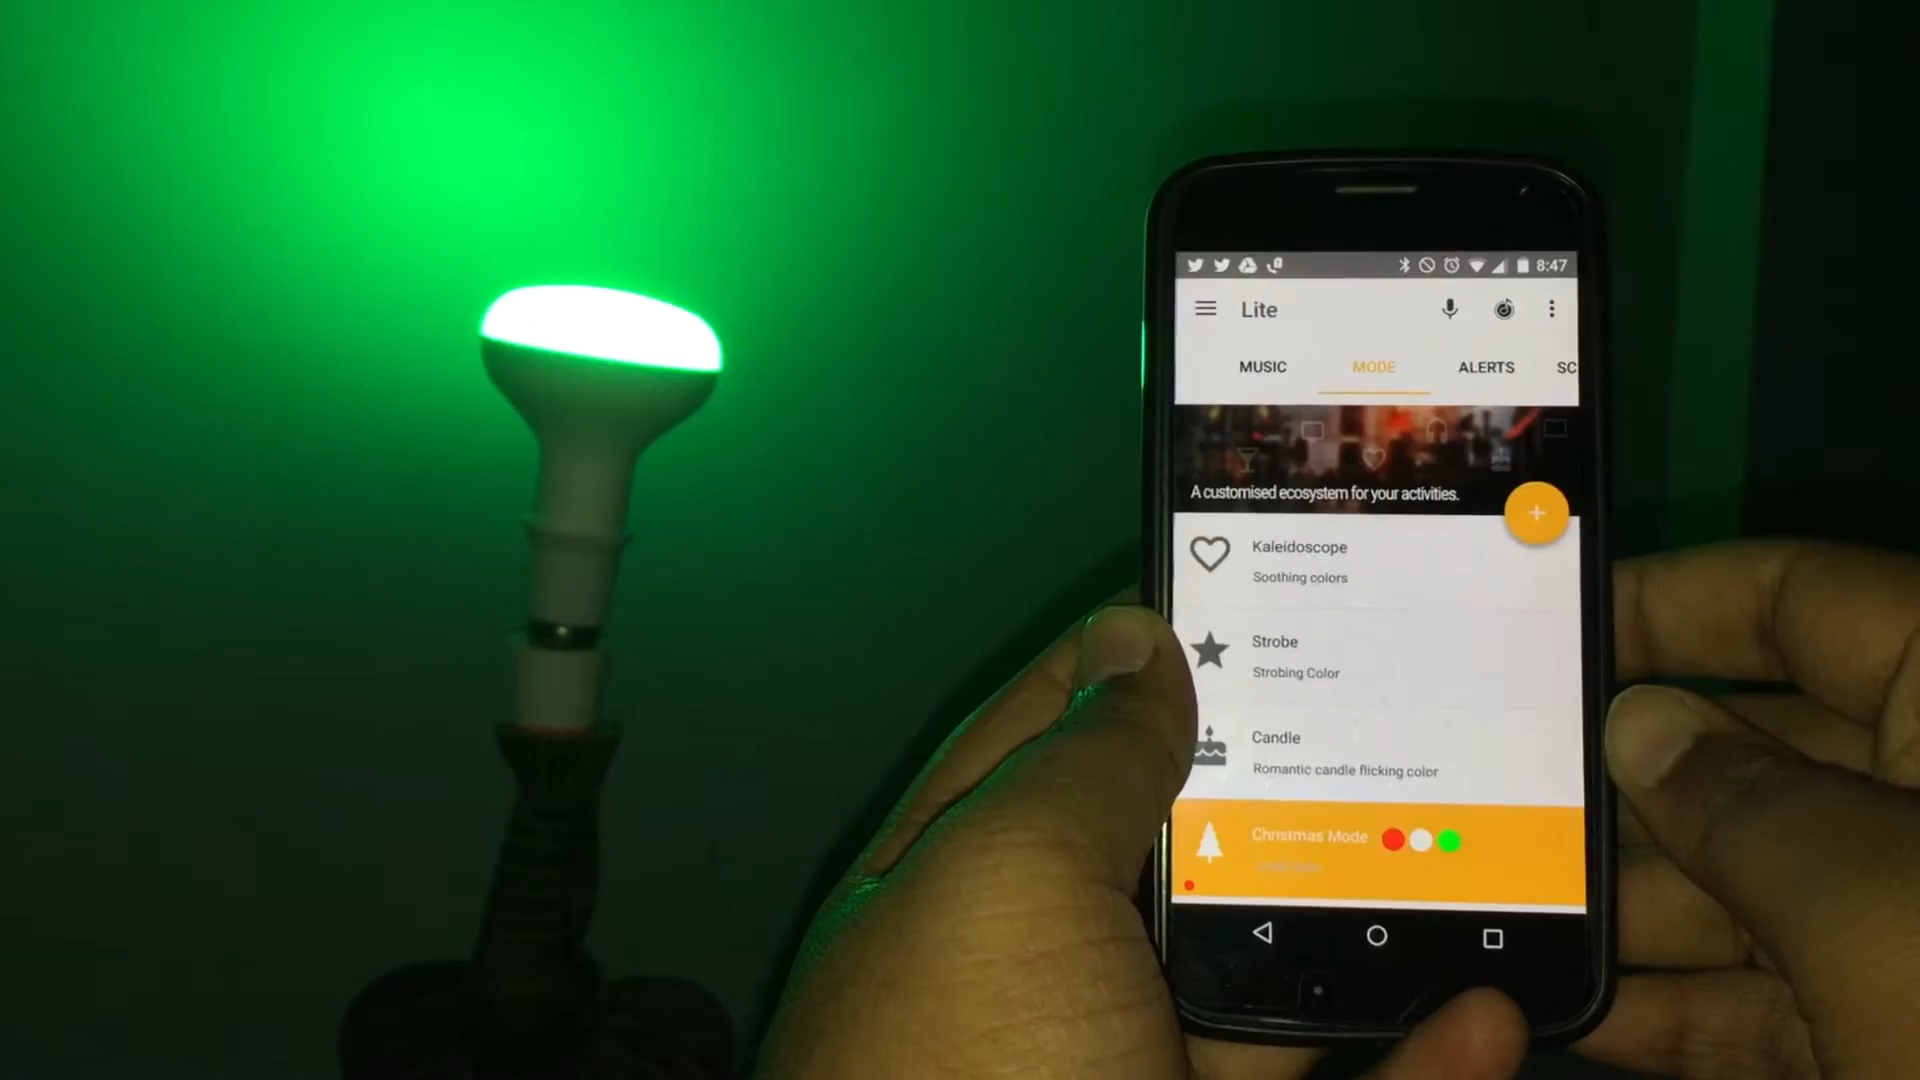 8:47
Lite
MUSIC MODE ALERTS SC
A customised ecosystem for your activities.
+
Kaleidoscope
Soothing colors
Strobe
Strobing Color
Candle
Romantic candle flicking color
Christmas Mode